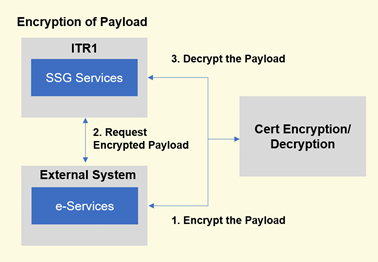 Encryption of Payload
ITR1
SSG Services
3. Decrypt the Payload
2. Request
Encrypted Payload
Cert Encryption/
Decryption
External System
e-Services
1. Encrypt the Payload